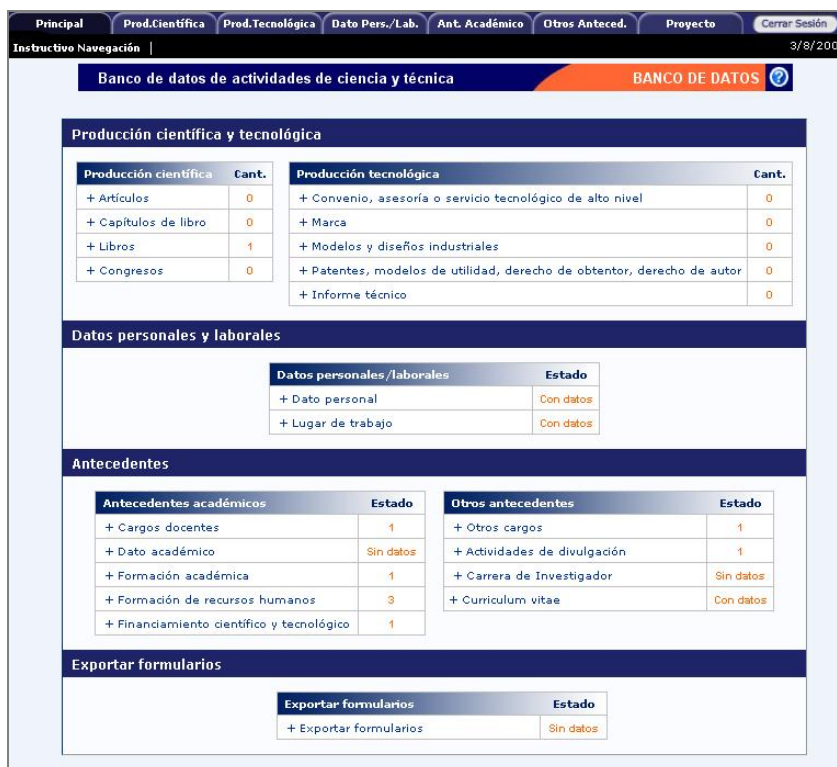 Principal Prod.Científica Prod.Tecnológica Dato Pers./Lab. Ant. Académico Otros Anteced. Proyecto Cerrar Sesión
Instructivo Navegación | 3/8/200
Banco de datos de actividades de ciencia y técnica BANCO DE DATOS ?
Producción científica y tecnológica
Producción científica Cant.
+ Artículos 0
+ Capítulos de libro 0
+ Libros 1
+ Congresos 0
Producción tecnológica Cant.
+ Convenio, asesoría o servicio tecnológico de alto nivel 0
+ Marca 0
+ Modelos y diseños industriales 0
+ Patentes, modelos de utilidad, derecho de obtentor, derecho de autor 0
+ Informe técnico 0
Datos personales y laborales
Datos personales/laborales Estado
+ Dato personal Con datos
+ Lugar de trabajo Con datos
Antecedentes
Antecedentes académicos Estado
+ Cargos docentes 1
+ Dato académico Sin datos
+ Formación académica 1
+ Formación de recursos humanos 3
+ Financiamiento científico y tecnológico 1
Otros antecedentes Estado
+ Otros cargos 1
+ Actividades de divulgación 1
+ Carrera de Investigador Sin datos
+ Curriculum vitae Con datos
Exportar formularios
Exportar formularios Estado
+ Exportar formularios Sin datos